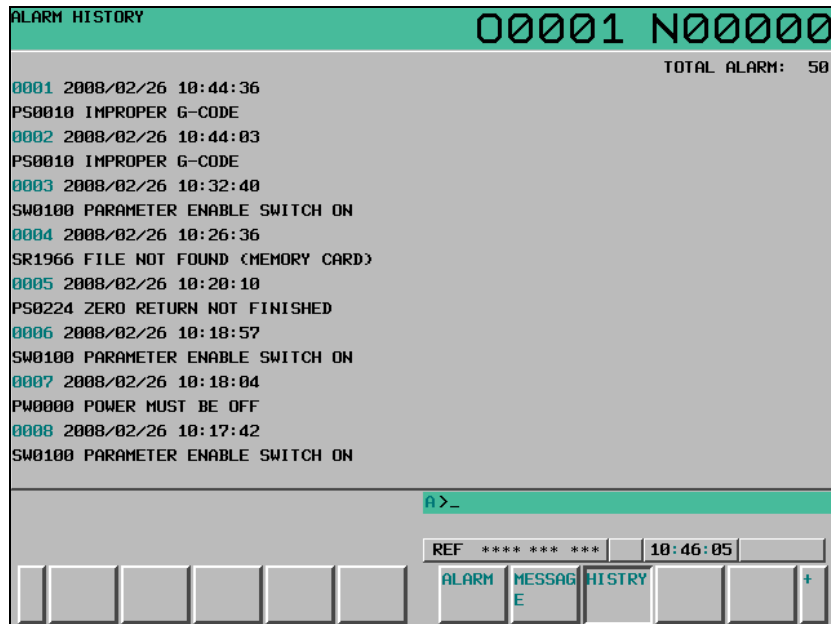 ALARM HISTORY
O0001 N00000
TOTAL ALARM: 50
0001 2008/02/26 10:44:36
PS0010 IMPROPER G-CODE
0002 2008/02/26 10:44:03
PS0010 IMPROPER G-CODE
0003 2008/02/26 10:32:40
SW0100 PARAMETER ENABLE SWITCH ON
0004 2008/02/26 10:26:36
SR1966 FILE NOT FOUND (MEMORY CARD)
0005 2008/02/26 10:20:10
PS0224 ZERO RETURN NOT FINISHED
0006 2008/02/26 10:18:57
SW0100 PARAMETER ENABLE SWITCH ON
0007 2008/02/26 10:18:04
PW0000 POWER MUST BE OFF
0008 2008/02/26 10:17:42
SW0100 PARAMETER ENABLE SWITCH ON
A>_
REF **** *** ***
10:46:05
ALARM
MESSAG
E
HISTRY
+